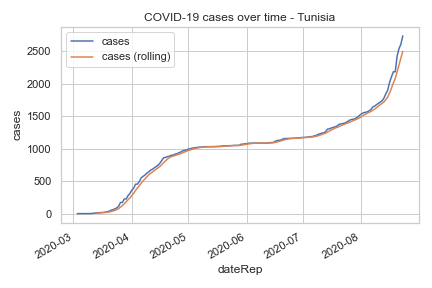 COVID-19 cases over time - Tunisia
cases
cases (rolling)
2500
2000
1500
1000
500
0
cases
2020-03
2020-04
2020-05
2020-06
2020-07
2020-08
dateRep